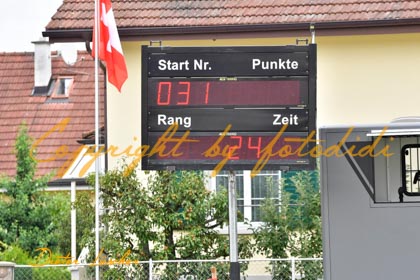 Start Nr. Punkte
031
Rang Zeit
24
Copyright by fotodidi